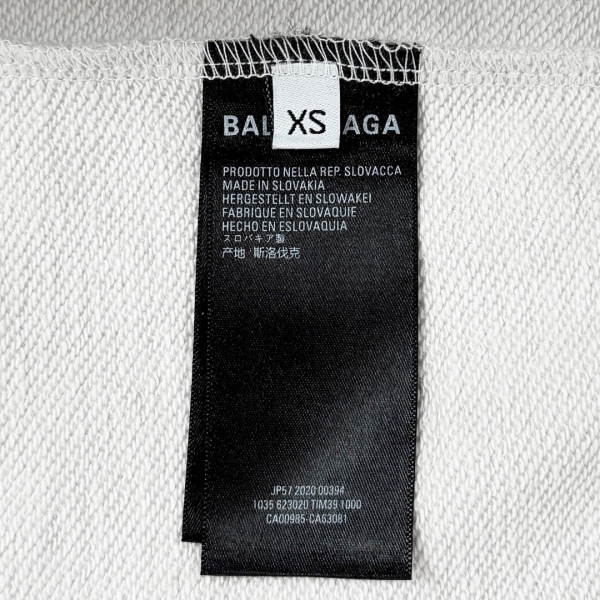 XS
BAL AGA
PRODOTTO NELLA REP. SLOVACCA
MADE IN SLOVAKIA
HERGESTELLT EN SLOWAKEI
FABRIQUE EN SLOVAQUIE
HECHO EN ESLOVAQUIA
スロバキア製
产地: 斯洛伐克
JP57 2020 00394
1035 623020 TIM39 1000
CA00985-CA63081